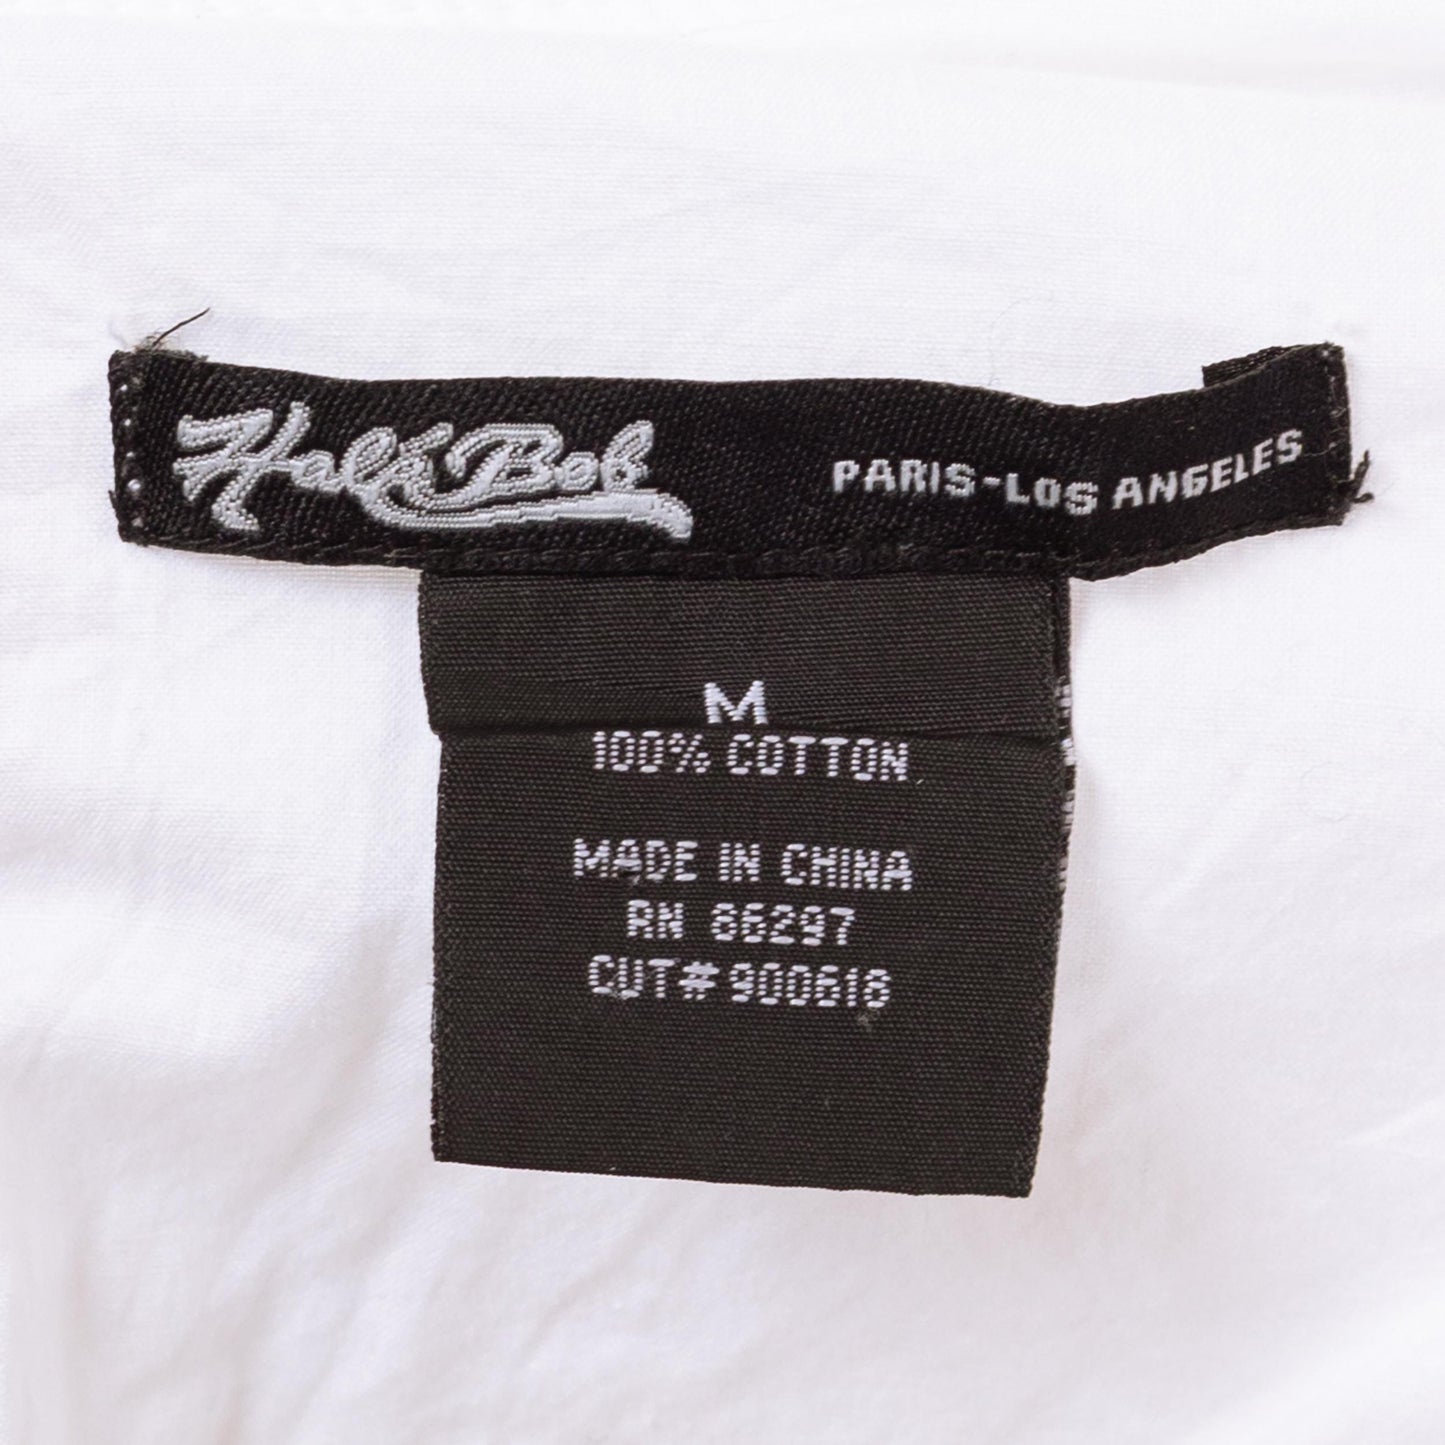 Hale Bob PARIS-LOS ANGELES
M
100% COTTON
MADE IN CHINA
RN 86297
CUT# 900618